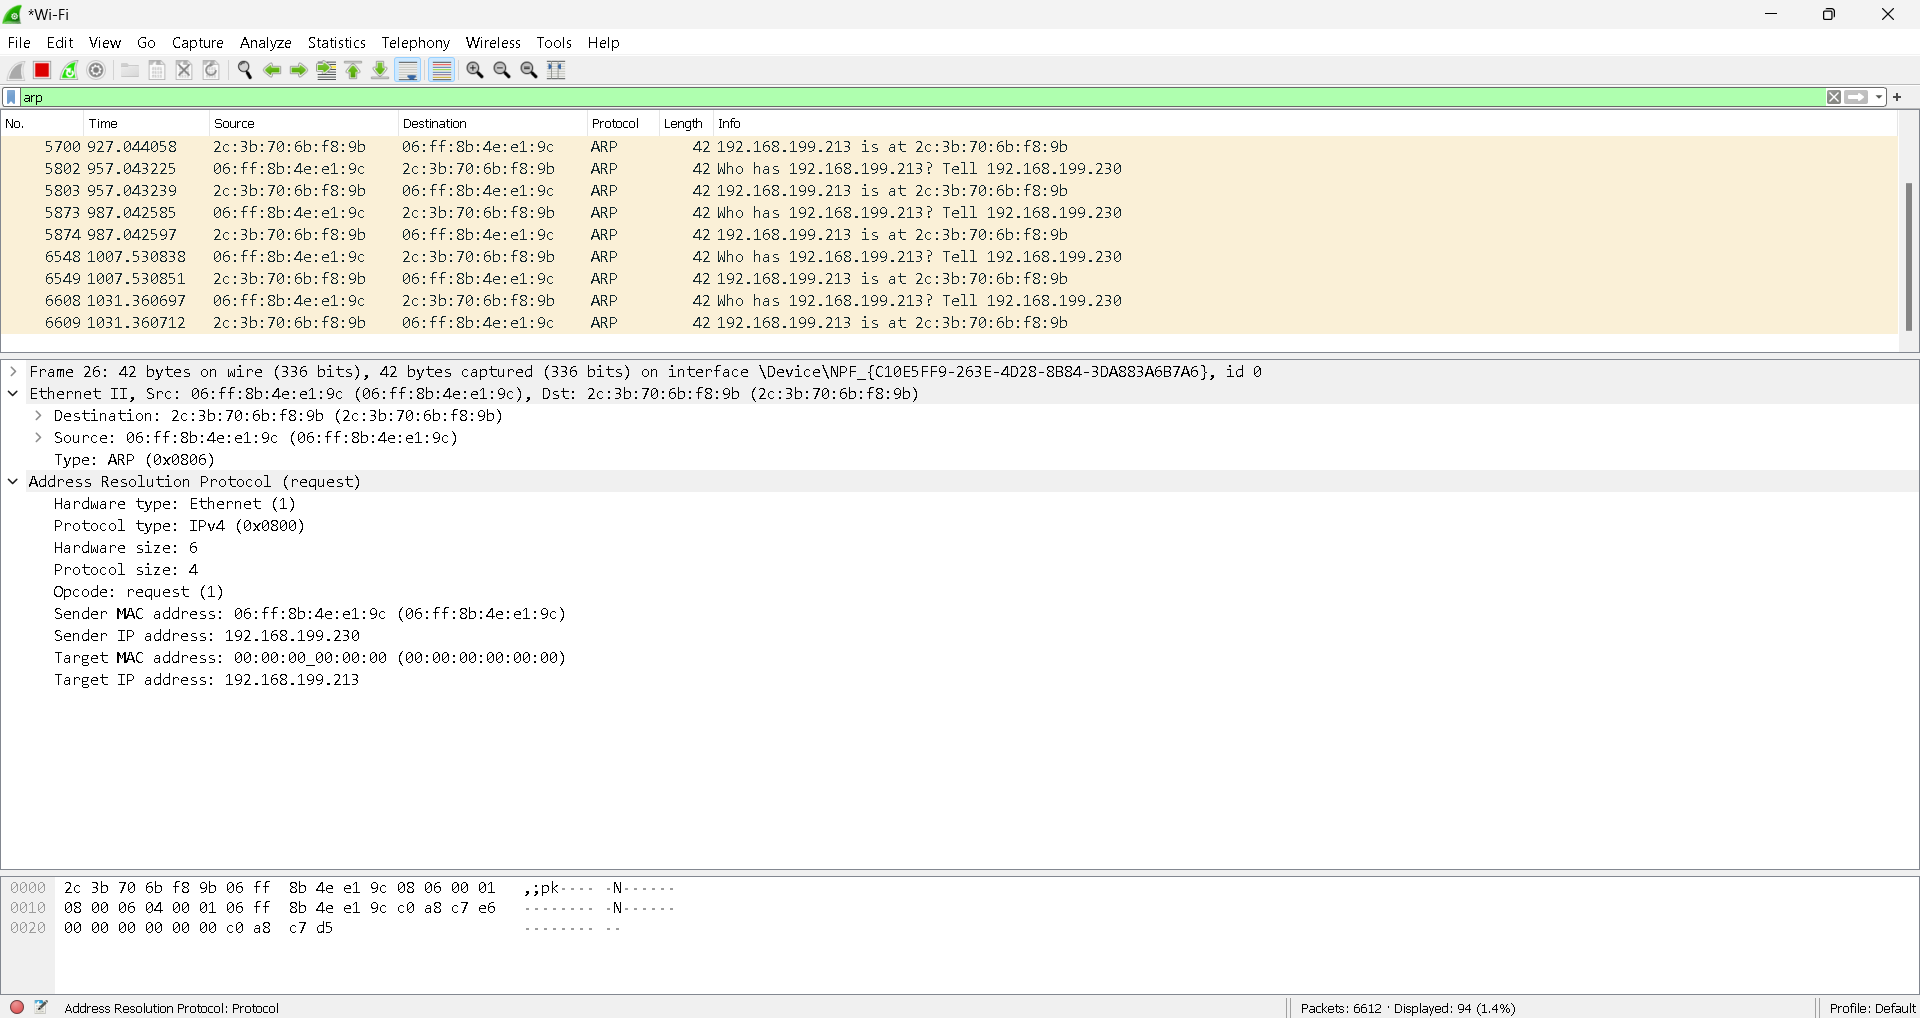 *Wi-Fi
File Edit View Go Capture Analyze Statistics Telephony Wireless Tools Help
arp
No. Time Source Destination Protocol Length Info
5700 927.044058 2c:3b:70:6b:f8:9b 06:ff:8b:4e:e1:9c ARP 42 192.168.199.213 is at 2c:3b:70:6b:f8:9b
5802 957.043225 06:ff:8b:4e:e1:9c 2c:3b:70:6b:f8:9b ARP 42 Who has 192.168.199.213? Tell 192.168.199.230
5803 957.043239 2c:3b:70:6b:f8:9b 06:ff:8b:4e:e1:9c ARP 42 192.168.199.213 is at 2c:3b:70:6b:f8:9b
5873 987.042585 06:ff:8b:4e:e1:9c 2c:3b:70:6b:f8:9b ARP 42 Who has 192.168.199.213? Tell 192.168.199.230
5874 987.042597 2c:3b:70:6b:f8:9b 06:ff:8b:4e:e1:9c ARP 42 192.168.199.213 is at 2c:3b:70:6b:f8:9b
6548 1007.530838 06:ff:8b:4e:e1:9c 2c:3b:70:6b:f8:9b ARP 42 Who has 192.168.199.213? Tell 192.168.199.230
6549 1007.530851 2c:3b:70:6b:f8:9b 06:ff:8b:4e:e1:9c ARP 42 192.168.199.213 is at 2c:3b:70:6b:f8:9b
6608 1031.360697 06:ff:8b:4e:e1:9c 2c:3b:70:6b:f8:9b ARP 42 Who has 192.168.199.213? Tell 192.168.199.230
6609 1031.360712 2c:3b:70:6b:f8:9b 06:ff:8b:4e:e1:9c ARP 42 192.168.199.213 is at 2c:3b:70:6b:f8:9b
Frame 26: 42 bytes on wire (336 bits), 42 bytes captured (336 bits) on interface \Device\NPF_{C10E5FF9-263E-4D28-8B84-3DA883A6B7A6}, id 0
Ethernet II, Src: 06:ff:8b:4e:e1:9c (06:ff:8b:4e:e1:9c), Dst: 2c:3b:70:6b:f8:9b (2c:3b:70:6b:f8:9b)
Destination: 2c:3b:70:6b:f8:9b (2c:3b:70:6b:f8:9b)
Source: 06:ff:8b:4e:e1:9c (06:ff:8b:4e:e1:9c)
Type: ARP (0x0806)
Address Resolution Protocol (request)
Hardware type: Ethernet (1)
Protocol type: IPv4 (0x0800)
Hardware size: 6
Protocol size: 4
Opcode: request (1)
Sender MAC address: 06:ff:8b:4e:e1:9c (06:ff:8b:4e:e1:9c)
Sender IP address: 192.168.199.230
Target MAC address: 00:00:00_00:00:00 (00:00:00:00:00:00)
Target IP address: 192.168.199.213
0000 2c 3b 70 6b f8 9b 06 ff 8b 4e e1 9c 08 06 00 01 ,;pk···· ·N······
0010 08 00 06 04 00 01 06 ff 8b 4e e1 9c c0 a8 c7 e6 ········ ·N······
0020 00 00 00 00 00 00 c0 a8 c7 d5 ········ ··
Address Resolution Protocol: Protocol
Packets: 6612 · Displayed: 94 (1.4%)
Profile: Default